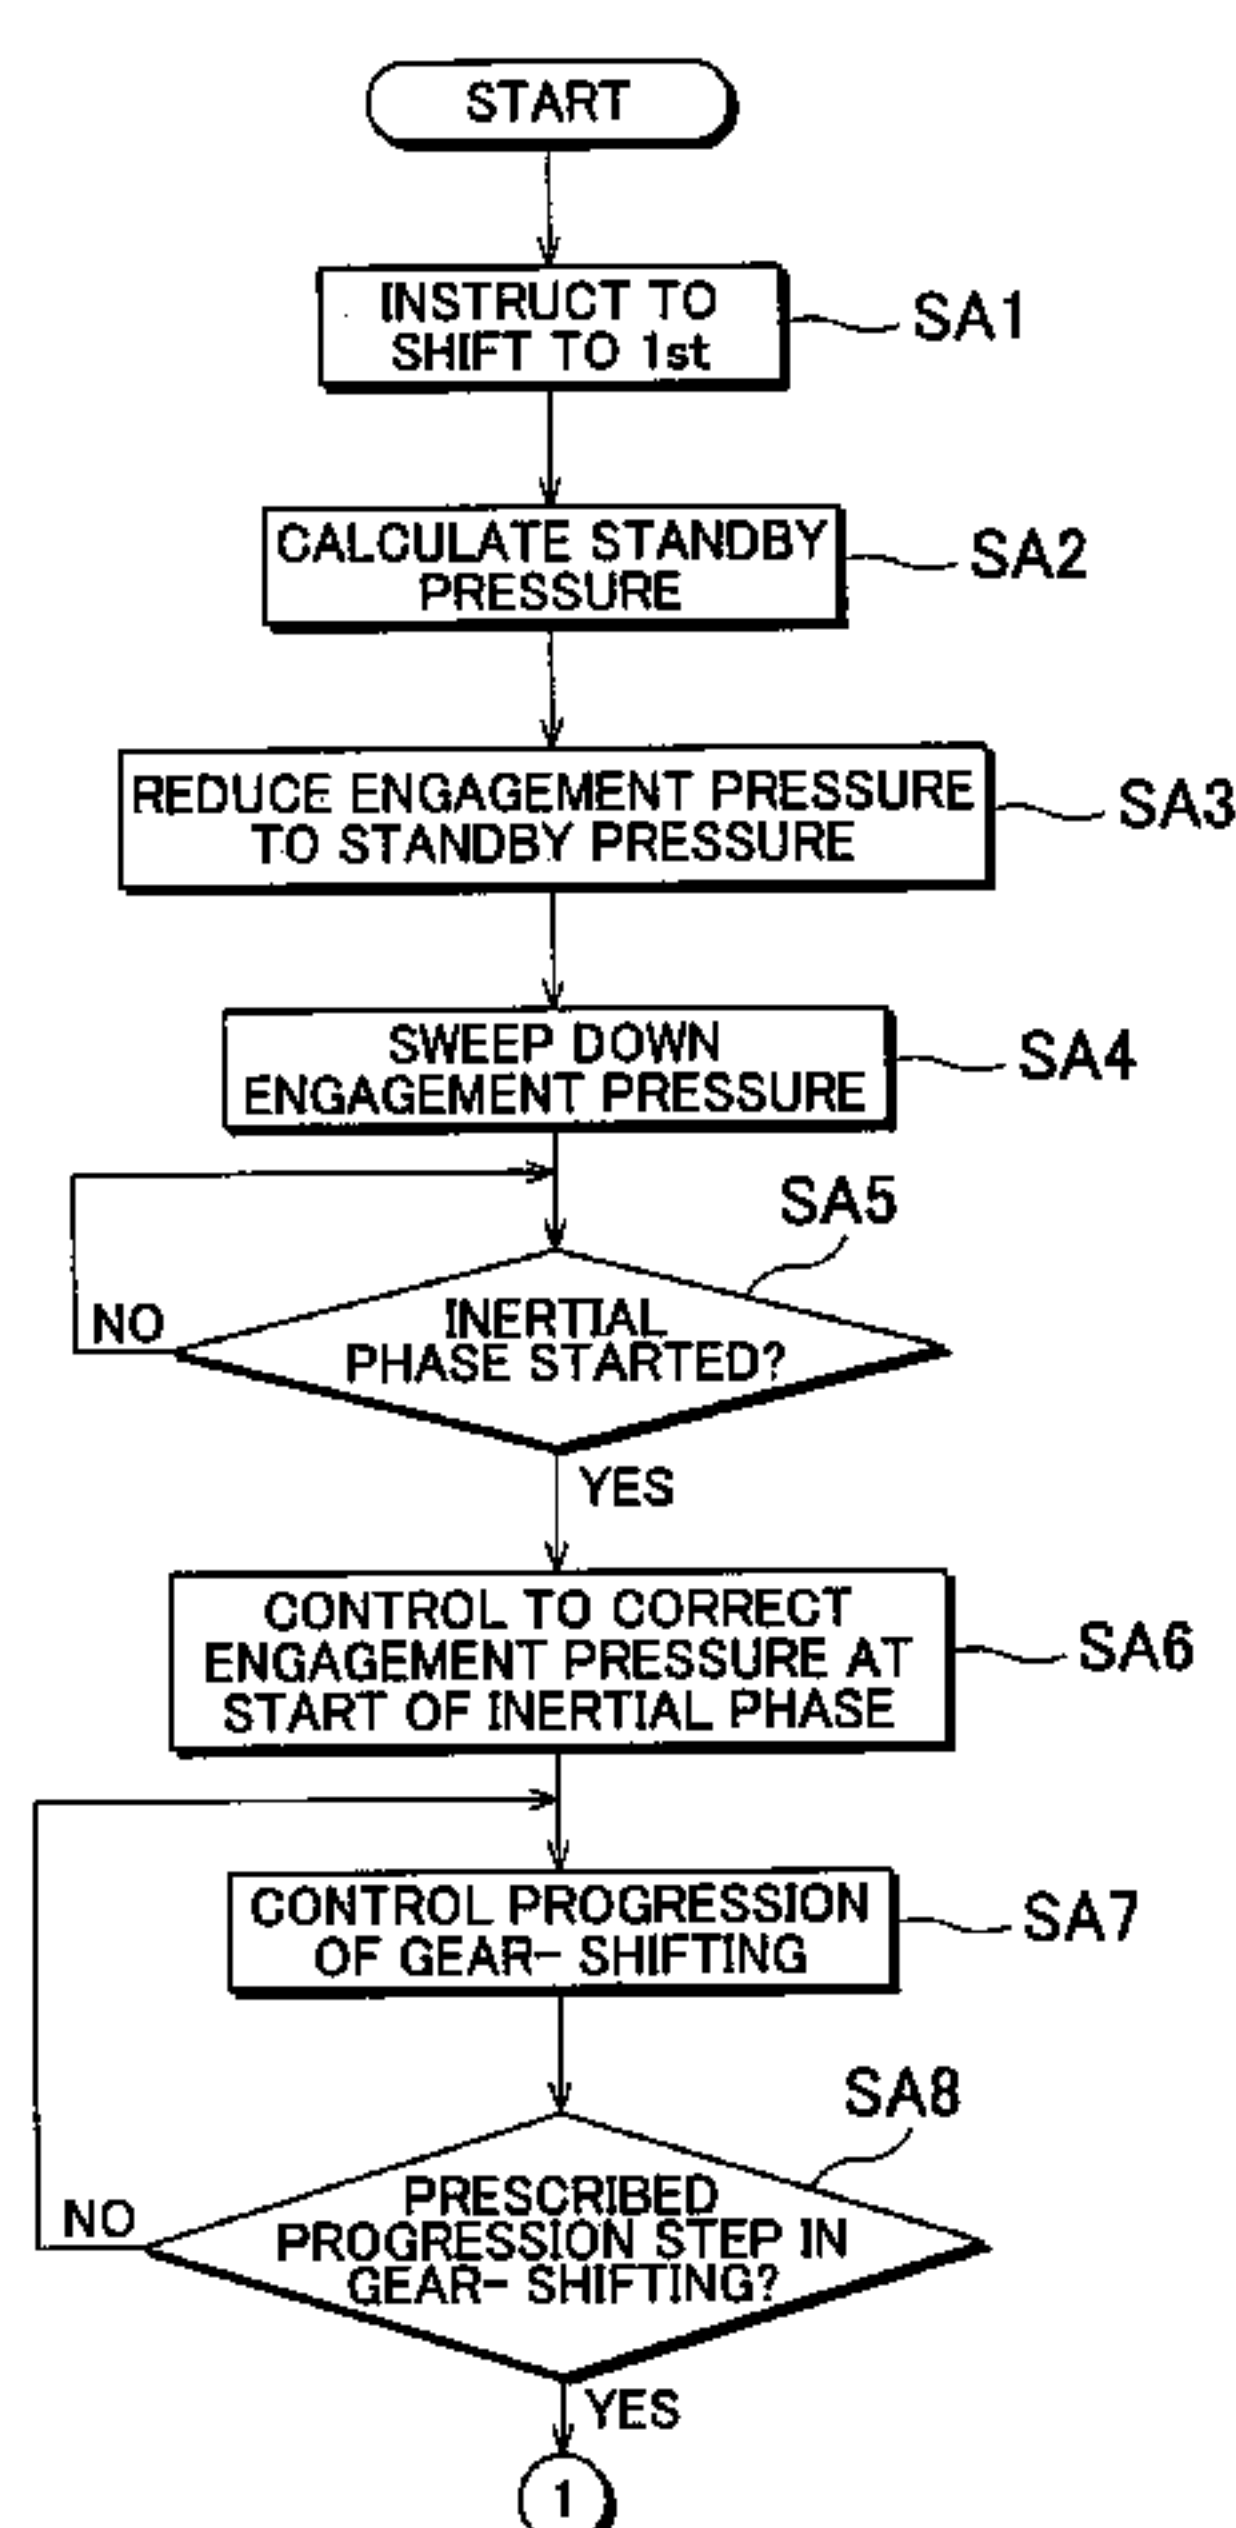 START
INSTRUCT TO
SHIFT TO 1st
SA1
CALCULATE STANDBY
PRESSURE
SA2
REDUCE ENGAGEMENT PRESSURE
TO STANDBY PRESSURE
SA3
SWEEP DOWN
ENGAGEMENT PRESSURE
SA4
SA5
INERTIAL
PHASE STARTED?
NO
YES
CONTROL TO CORRECT
ENGAGEMENT PRESSURE AT
START OF INERTIAL PHASE
SA6
CONTROL PROGRESSION
OF GEAR- SHIFTING
SA7
SA8
PRESCRIBED
PROGRESSION STEP IN
GEAR- SHIFTING?
NO
YES
1